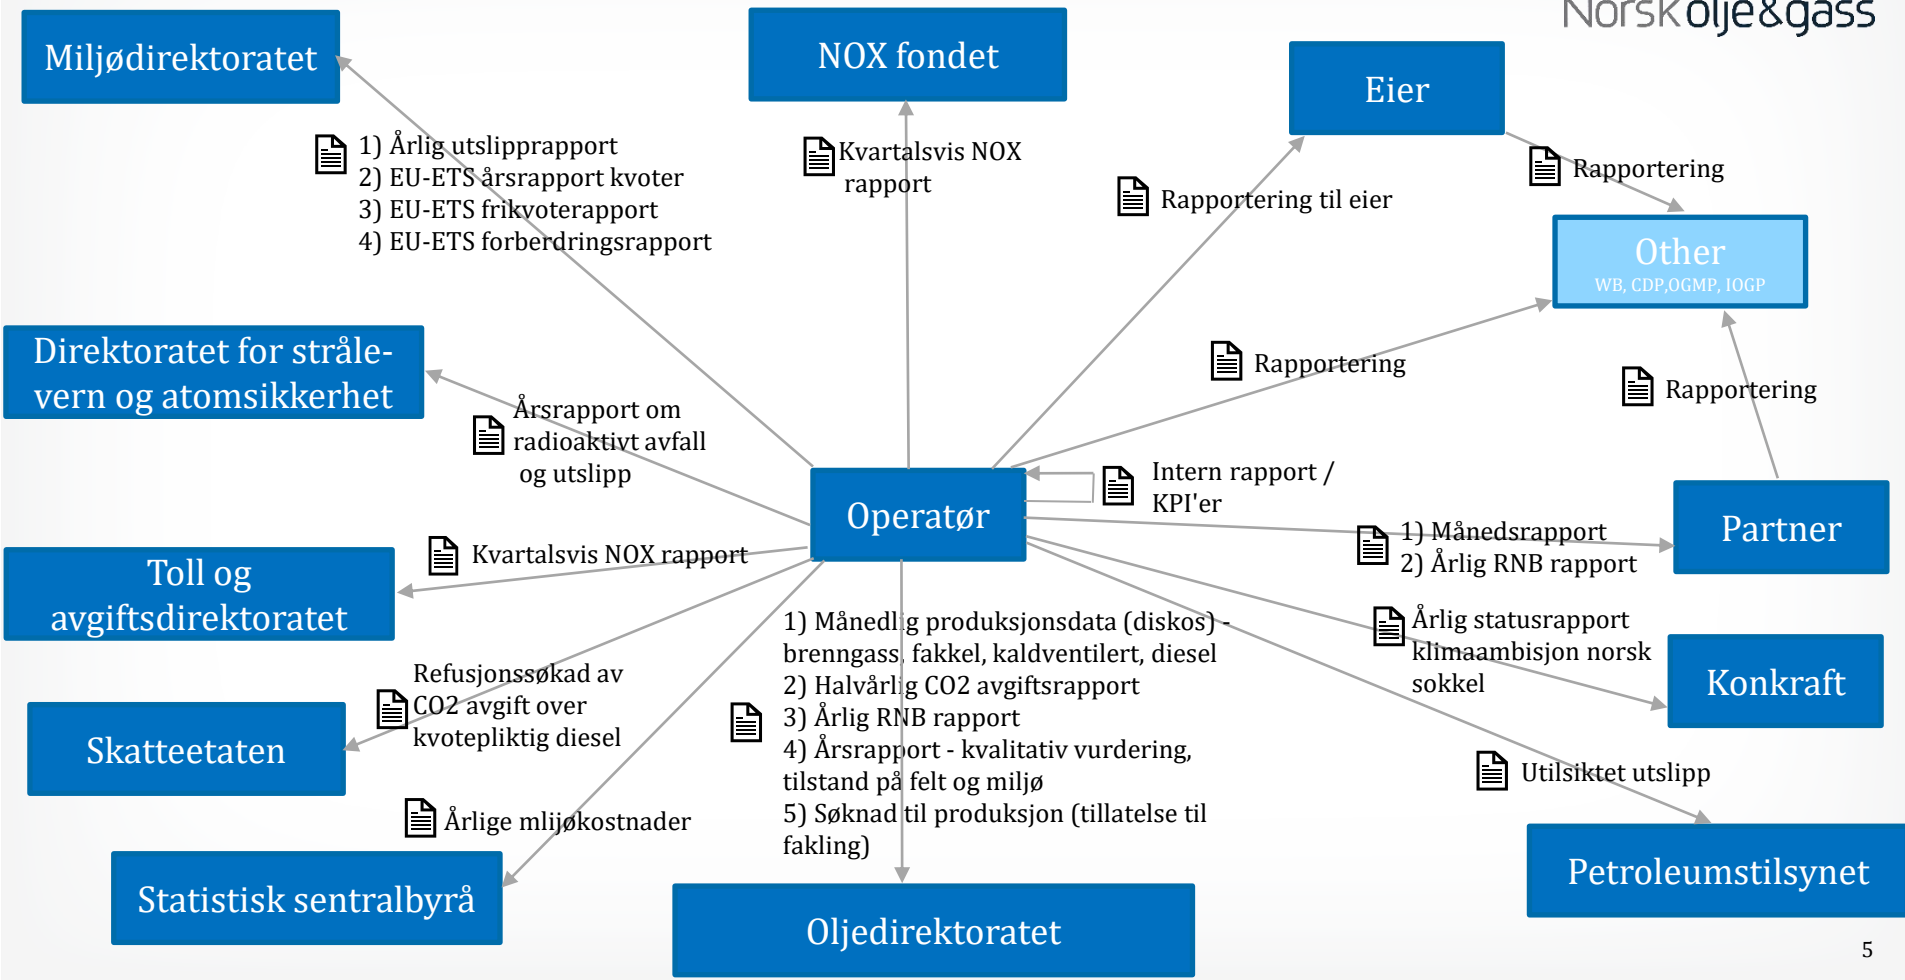 Norsk olje&gass
Miljødirektoratet
NOX fondet
Eier
1) Årlig utslipprapport
2) EU-ETS årsrapport kvoter
3) EU-ETS frikvoterapport
4) EU-ETS forberdringsrapport
Kvartalsvis NOX
rapport
Rapportering til eier
Rapportering
Other
WB, CDP,OGMP, IOGP
Direktoratet for stråle-
vern og atomsikkerhet
Årsrapport om
radioaktivt avfall
og utslipp
Rapportering
Rapportering
Operatør
Intern rapport /
KPI'er
1) Månedsrapport
2) Årlig RNB rapport
Partner
Kvartalsvis NOX rapport
Toll og
avgiftsdirektoratet
1) Månedlig produksjonsdata (diskos) -
brenngass, fakkel, kaldventilert, diesel
2) Halvårlig CO2 avgiftsrapport
3) Årlig RNB rapport
4) Årsrapport - kvalitativ vurdering,
tilstand på felt og miljø
5) Søknad til produksjon (tillatelse til
fakling)
Årlig statusrapport
klimaambisjon norsk
sokkel
Konkraft
Refusjonssøkad av
CO2 avgift over
kvotepliktig diesel
Skatteetaten
Utilsiktet utslipp
Årlige mlijøkostnader
Statistisk sentralbyrå
Oljedirektoratet
Petroleumstilsynet
5